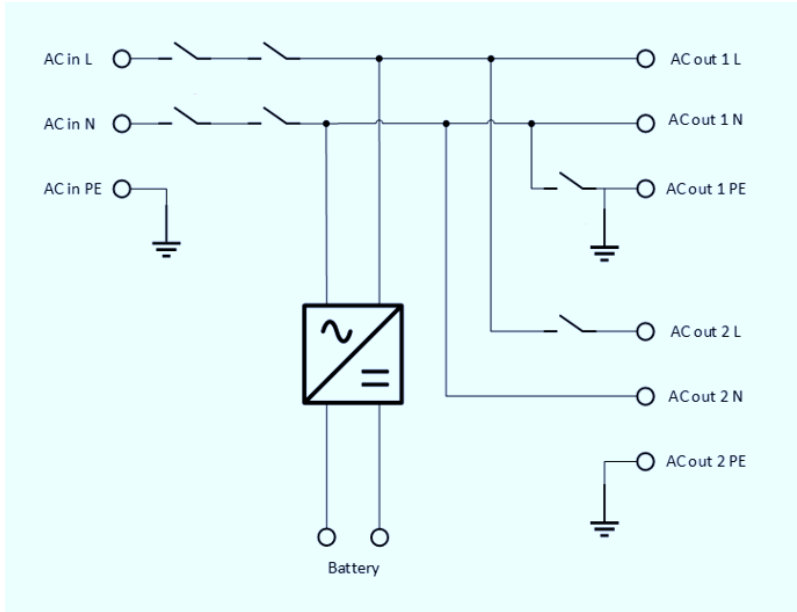 AC in L
AC out 1 L
AC in N
AC out 1 N
AC in PE
AC out 1 PE
AC out 2 L
AC out 2 N
AC out 2 PE
Battery